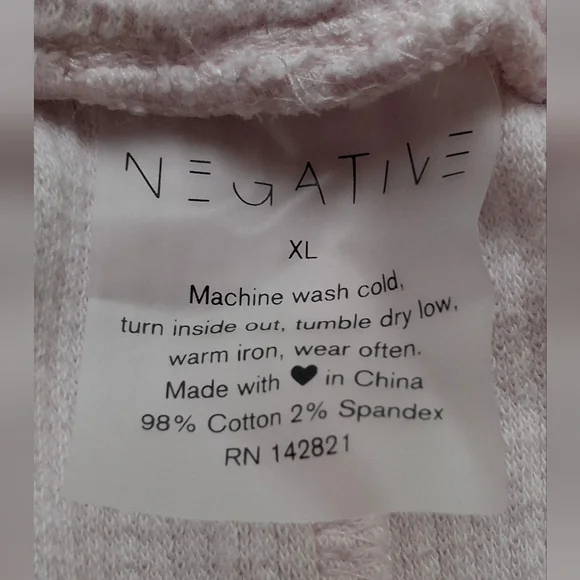 NEGATIVE
XL
Machine wash cold,
turn inside out, tumble dry low,
warm iron, wear often.
Made with ♥ in China
98% Cotton 2% Spandex
RN 142821